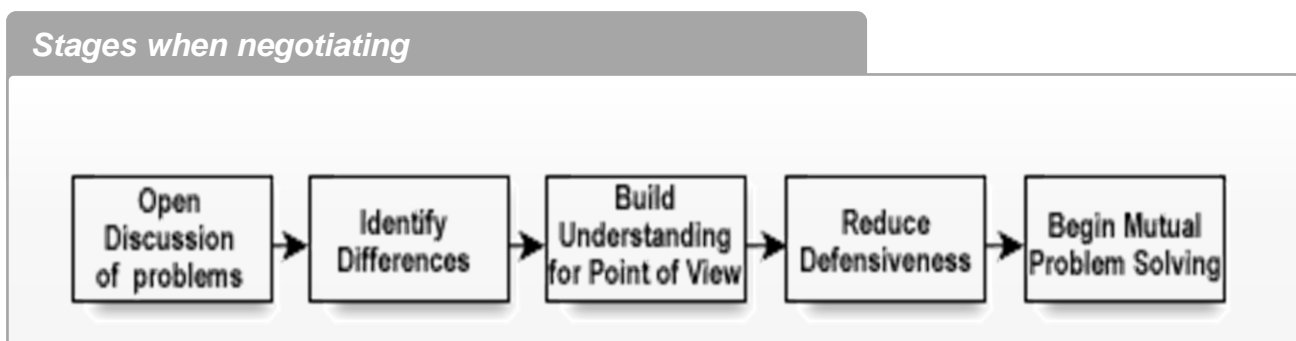 Stages when negotiating
Open
Discussion
of problems
Identify
Differences
Build
Understanding
for Point of View
Reduce
Defensiveness
Begin Mutual
Problem Solving